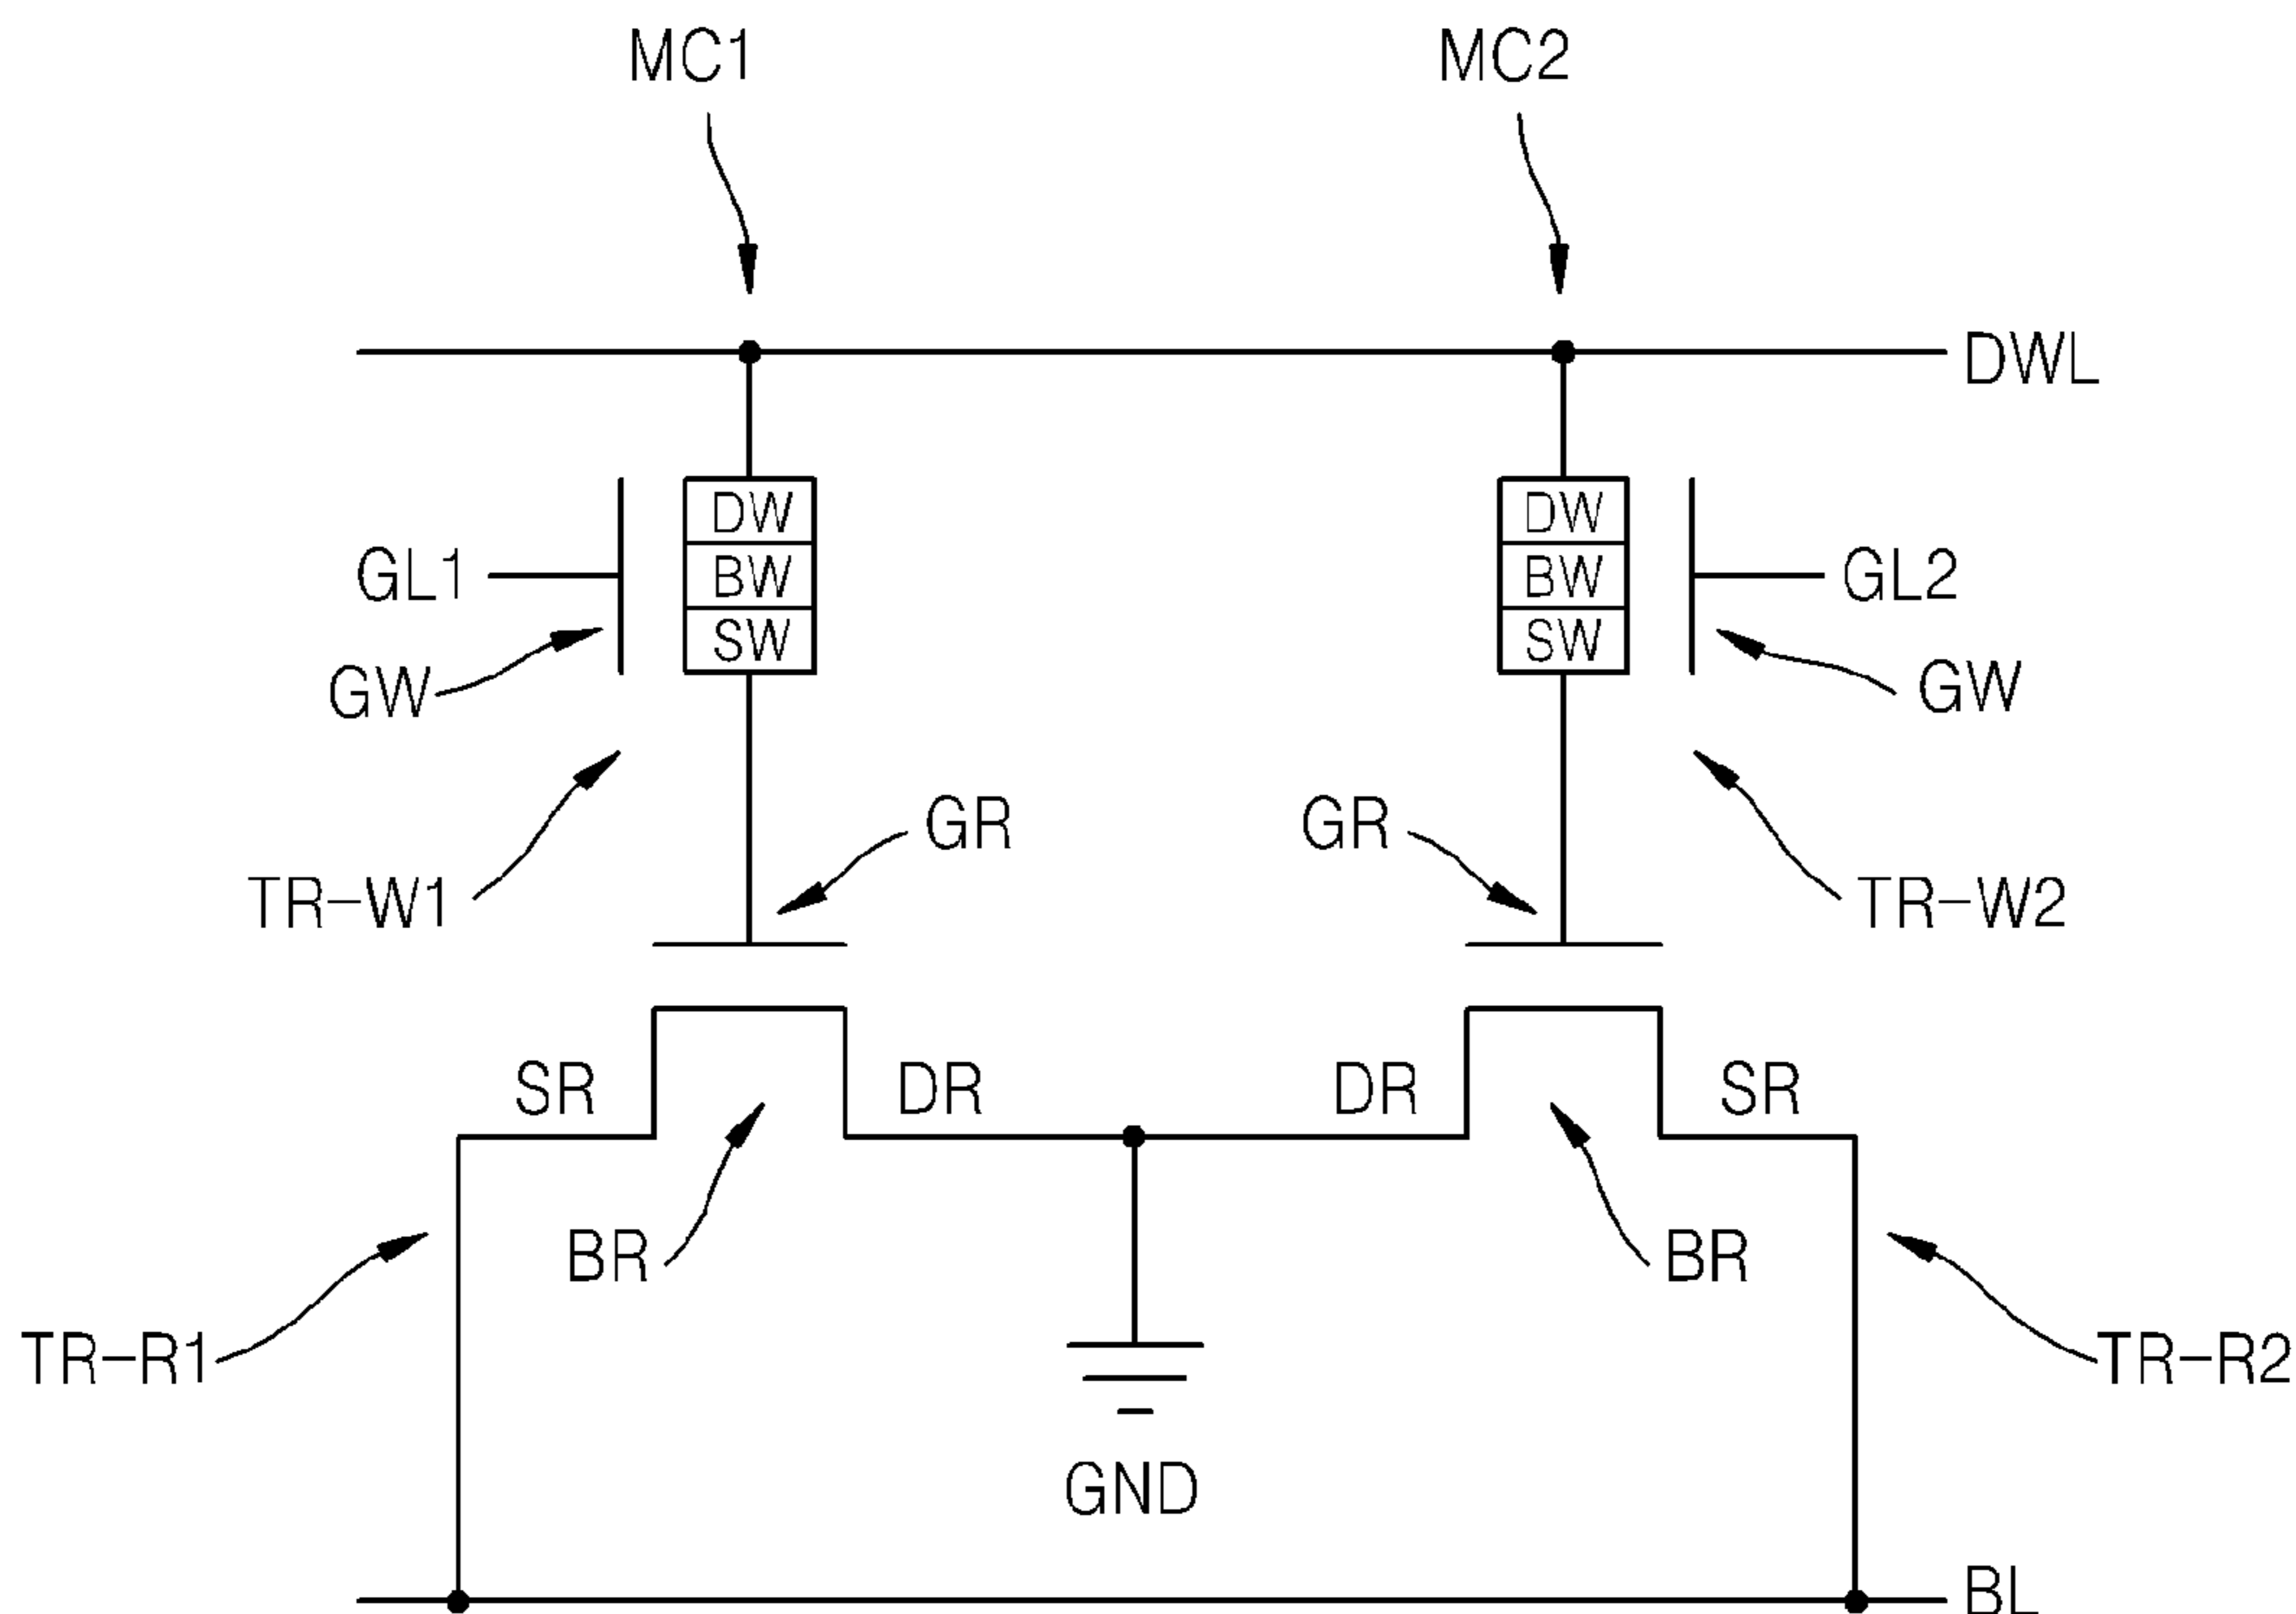 MC1 MC2
DWL
DW DW
GL1 BW BW GL2
SW SW
GW GW
GR GR
TR-W1 TR-W2
SR DR DR SR
BR BR
TR-R1 TR-R2
GND
BL